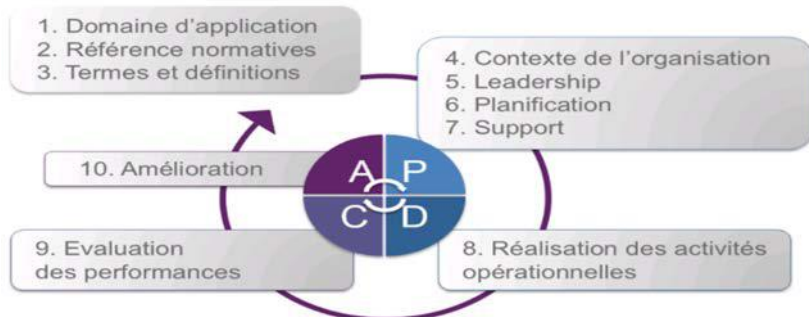 1. Domaine d'application
2. Référence normatives
3. Termes et définitions
4. Contexte de l'organisation
5. Leadership
6. Planification
7. Support
10. Amélioration
A P
C D
9. Evaluation
des performances
8. Réalisation des activités
opérationnelles